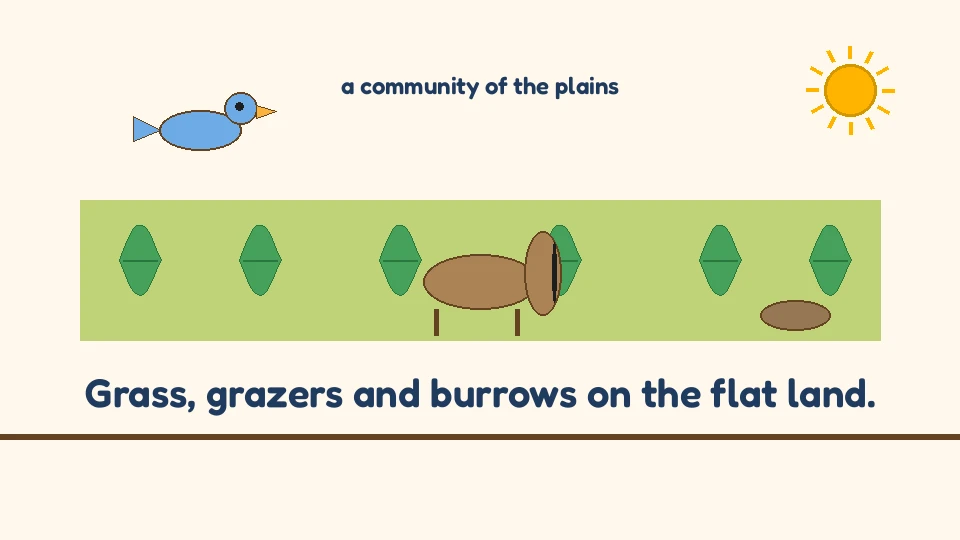 a community of the plains
Grass, grazers and burrows on the flat land.